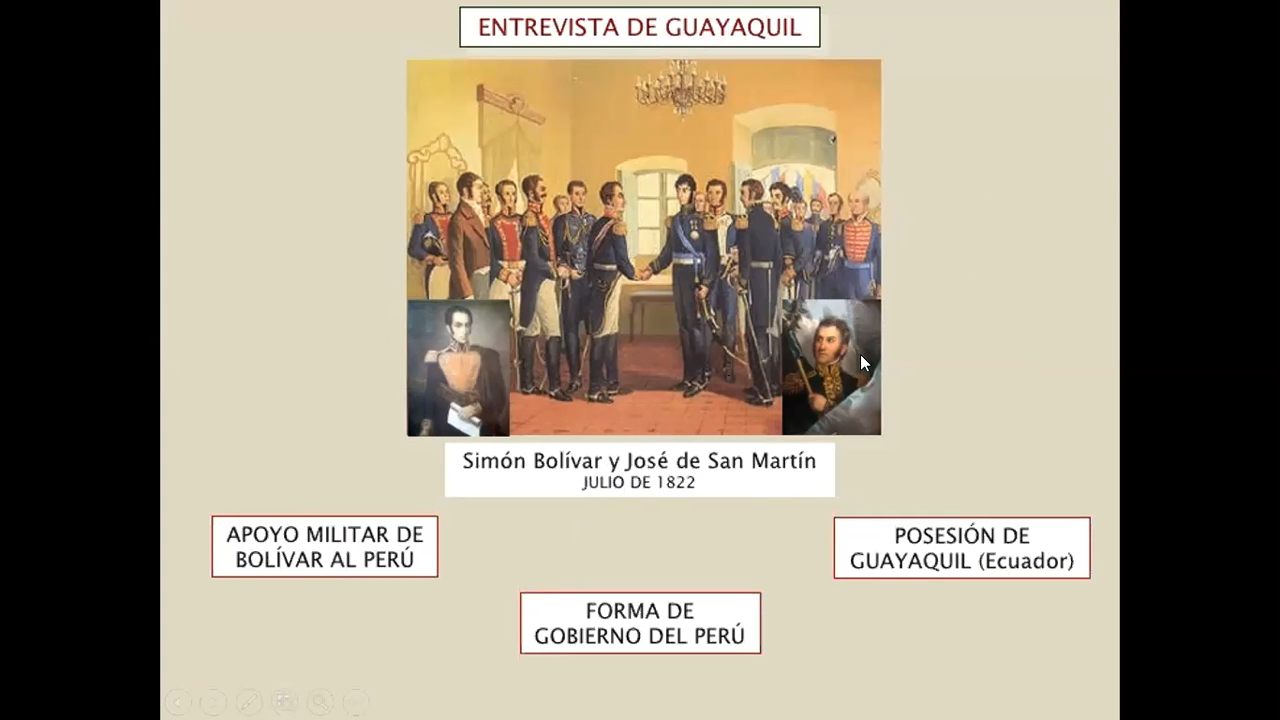 ENTREVISTA DE GUAYAQUIL
Simón Bolívar y José de San Martín
JULIO DE 1822
APOYO MILITAR DE
BOLÍVAR AL PERÚ
POSESIÓN DE
GUAYAQUIL (Ecuador)
FORMA DE
GOBIERNO DEL PERÚ